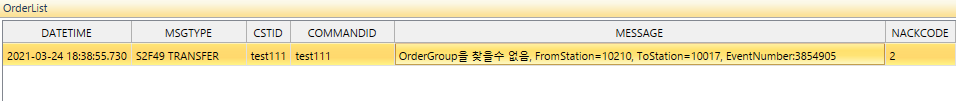 OrderList
DATETIME MSGTYPE CSTID COMMANDID MESSAGE NACKCODE
2021-03-24 18:38:55.730 S2F49 TRANSFER test111 test111 OrderGroup을 찾을수 없음, FromStation=10210, ToStation=10017, EventNumber:3854905 2